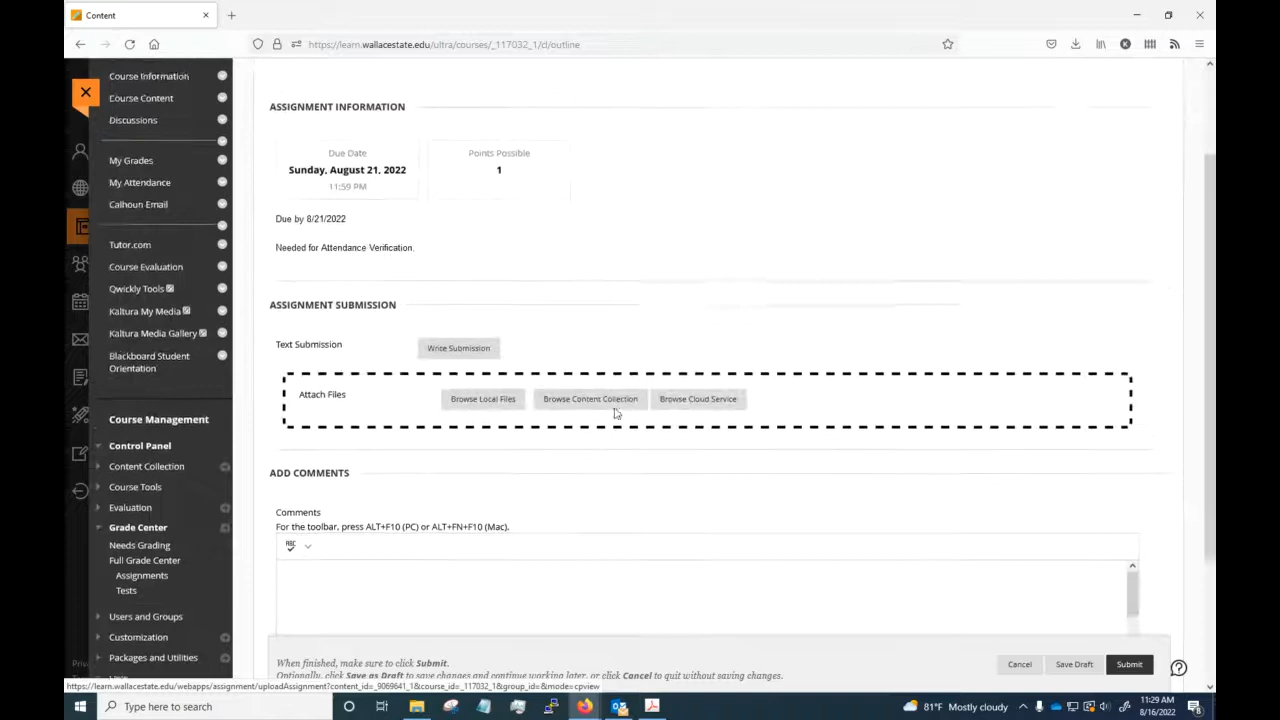 Content
https://learn.wallacestate.edu/ultra/courses/_117032_1/cl/outline
Course Information
Course Content
Discussions
My Grades
My Attendance
Calhoun Email
Tutor.com
Course Evaluation
Qwickly Tools
Kaltura My Media
Kaltura Media Gallery
Blackboard Student
Orientation
Course Management
Control Panel
Content Collection
Course Tools
Evaluation
Grade Center
Needs Grading
Full Grade Center
Assignments
Tests
Users and Groups
Customization
Packages and Utilities
ASSIGNMENT INFORMATION
Due Date
Sunday, August 21, 2022
11:59 PM
Points Possible
1
Due by 8/21/2022
Needed for Attendance Verification.
ASSIGNMENT SUBMISSION
Text Submission
Write Submission
Attach Files
Browse Local Files
Browse Content Collection
Browse Cloud Service
ADD COMMENTS
Comments
For the toolbar, press ALT+F10 (PC) or ALT+FN+F10 (Mac).
ABC
When finished, make sure to click Submit.
Optionally, click Save as Draft to save changes and continue working later, or click Cancel to quit without saving changes.
Cancel
Save Draft
Submit
https://learn.wallacestate.edu/webapps/assignment/uploadAssignment?content_id=_9069641_1&course_id=_117032_1&group_id=&mode=cpview
Type here to search
81°F Mostly cloudy
11:29 AM
8/16/2022